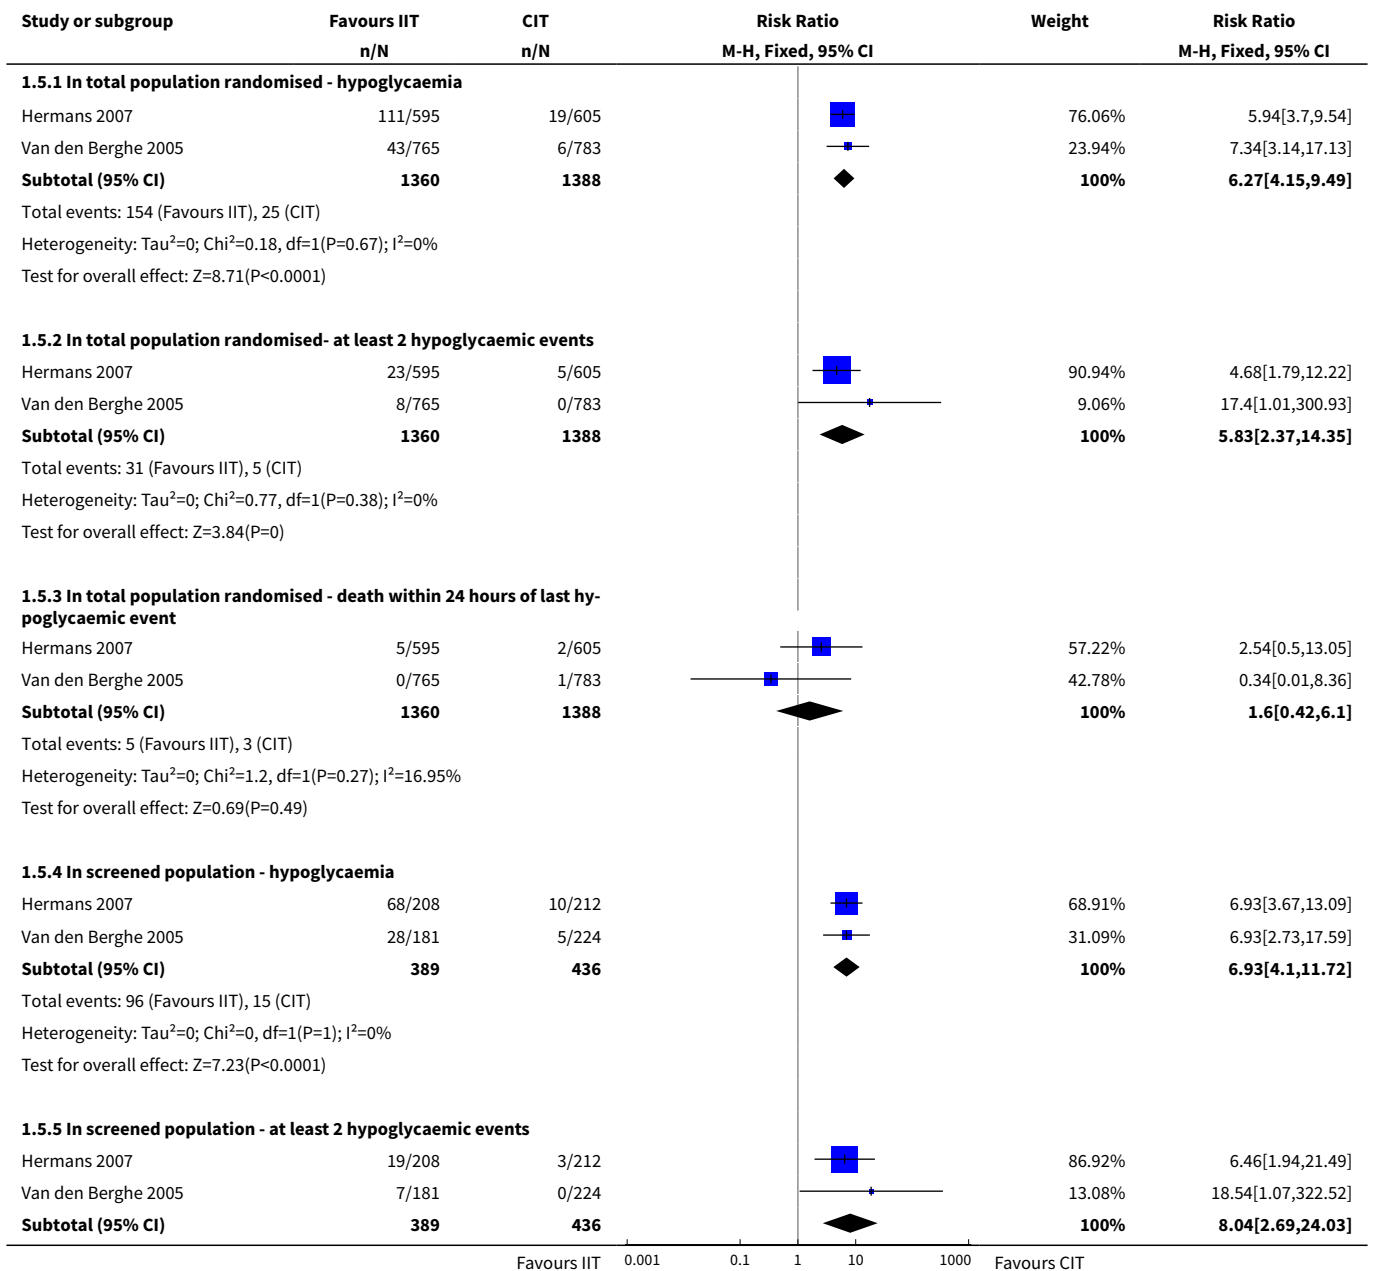 Study or subgroup Favours IIT CIT Risk Ratio Weight Risk Ratio
n/N n/N M-H, Fixed, 95% CI M-H, Fixed, 95% CI
1.5.1 In total population randomised - hypoglycaemia
Hermans 2007 111/595 19/605 76.06% 5.94[3.7,9.54]
Van den Berghe 2005 43/765 6/783 23.94% 7.34[3.14,17.13]
Subtotal (95% CI) 1360 1388 100% 6.27[4.15,9.49]
Total events: 154 (Favours IIT), 25 (CIT)
Heterogeneity: Tau²=0; Chi²=0.18, df=1(P=0.67); I²=0%
Test for overall effect: Z=8.71(P<0.0001)
1.5.2 In total population randomised- at least 2 hypoglycaemic events
Hermans 2007 23/595 5/605 90.94% 4.68[1.79,12.22]
Van den Berghe 2005 8/765 0/783 9.06% 17.4[1.01,300.93]
Subtotal (95% CI) 1360 1388 100% 5.83[2.37,14.35]
Total events: 31 (Favours IIT), 5 (CIT)
Heterogeneity: Tau²=0; Chi²=0.77, df=1(P=0.38); I²=0%
Test for overall effect: Z=3.84(P=0)
1.5.3 In total population randomised - death within 24 hours of last hy-
poglycaemic event
Hermans 2007 5/595 2/605 57.22% 2.54[0.5,13.05]
Van den Berghe 2005 0/765 1/783 42.78% 0.34[0.01,8.36]
Subtotal (95% CI) 1360 1388 100% 1.6[0.42,6.1]
Total events: 5 (Favours IIT), 3 (CIT)
Heterogeneity: Tau²=0; Chi²=1.2, df=1(P=0.27); I²=16.95%
Test for overall effect: Z=0.69(P=0.49)
1.5.4 In screened population - hypoglycaemia
Hermans 2007 68/208 10/212 68.91% 6.93[3.67,13.09]
Van den Berghe 2005 28/181 5/224 31.09% 6.93[2.73,17.59]
Subtotal (95% CI) 389 436 100% 6.93[4.1,11.72]
Total events: 96 (Favours IIT), 15 (CIT)
Heterogeneity: Tau²=0; Chi²=0, df=1(P=1); I²=0%
Test for overall effect: Z=7.23(P<0.0001)
1.5.5 In screened population - at least 2 hypoglycaemic events
Hermans 2007 19/208 3/212 86.92% 6.46[1.94,21.49]
Van den Berghe 2005 7/181 0/224 13.08% 18.54[1.07,322.52]
Subtotal (95% CI) 389 436 100% 8.04[2.69,24.03]
Favours IIT 0.001 0.1 1 10 1000 Favours CIT